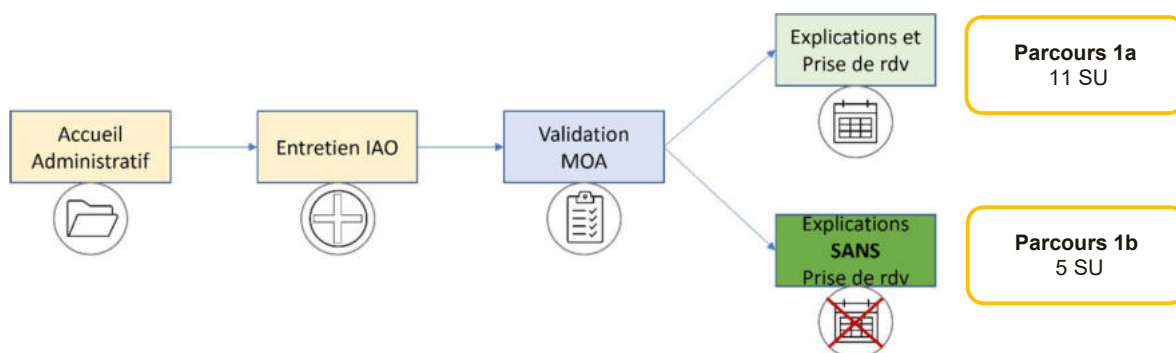 Accueil
Administratif
Entretien IAO
Validation
MOA
Explications et
Prise de rdv
Parcours 1a
11 SU
Explications
SANS
Prise de rdv
Parcours 1b
5 SU